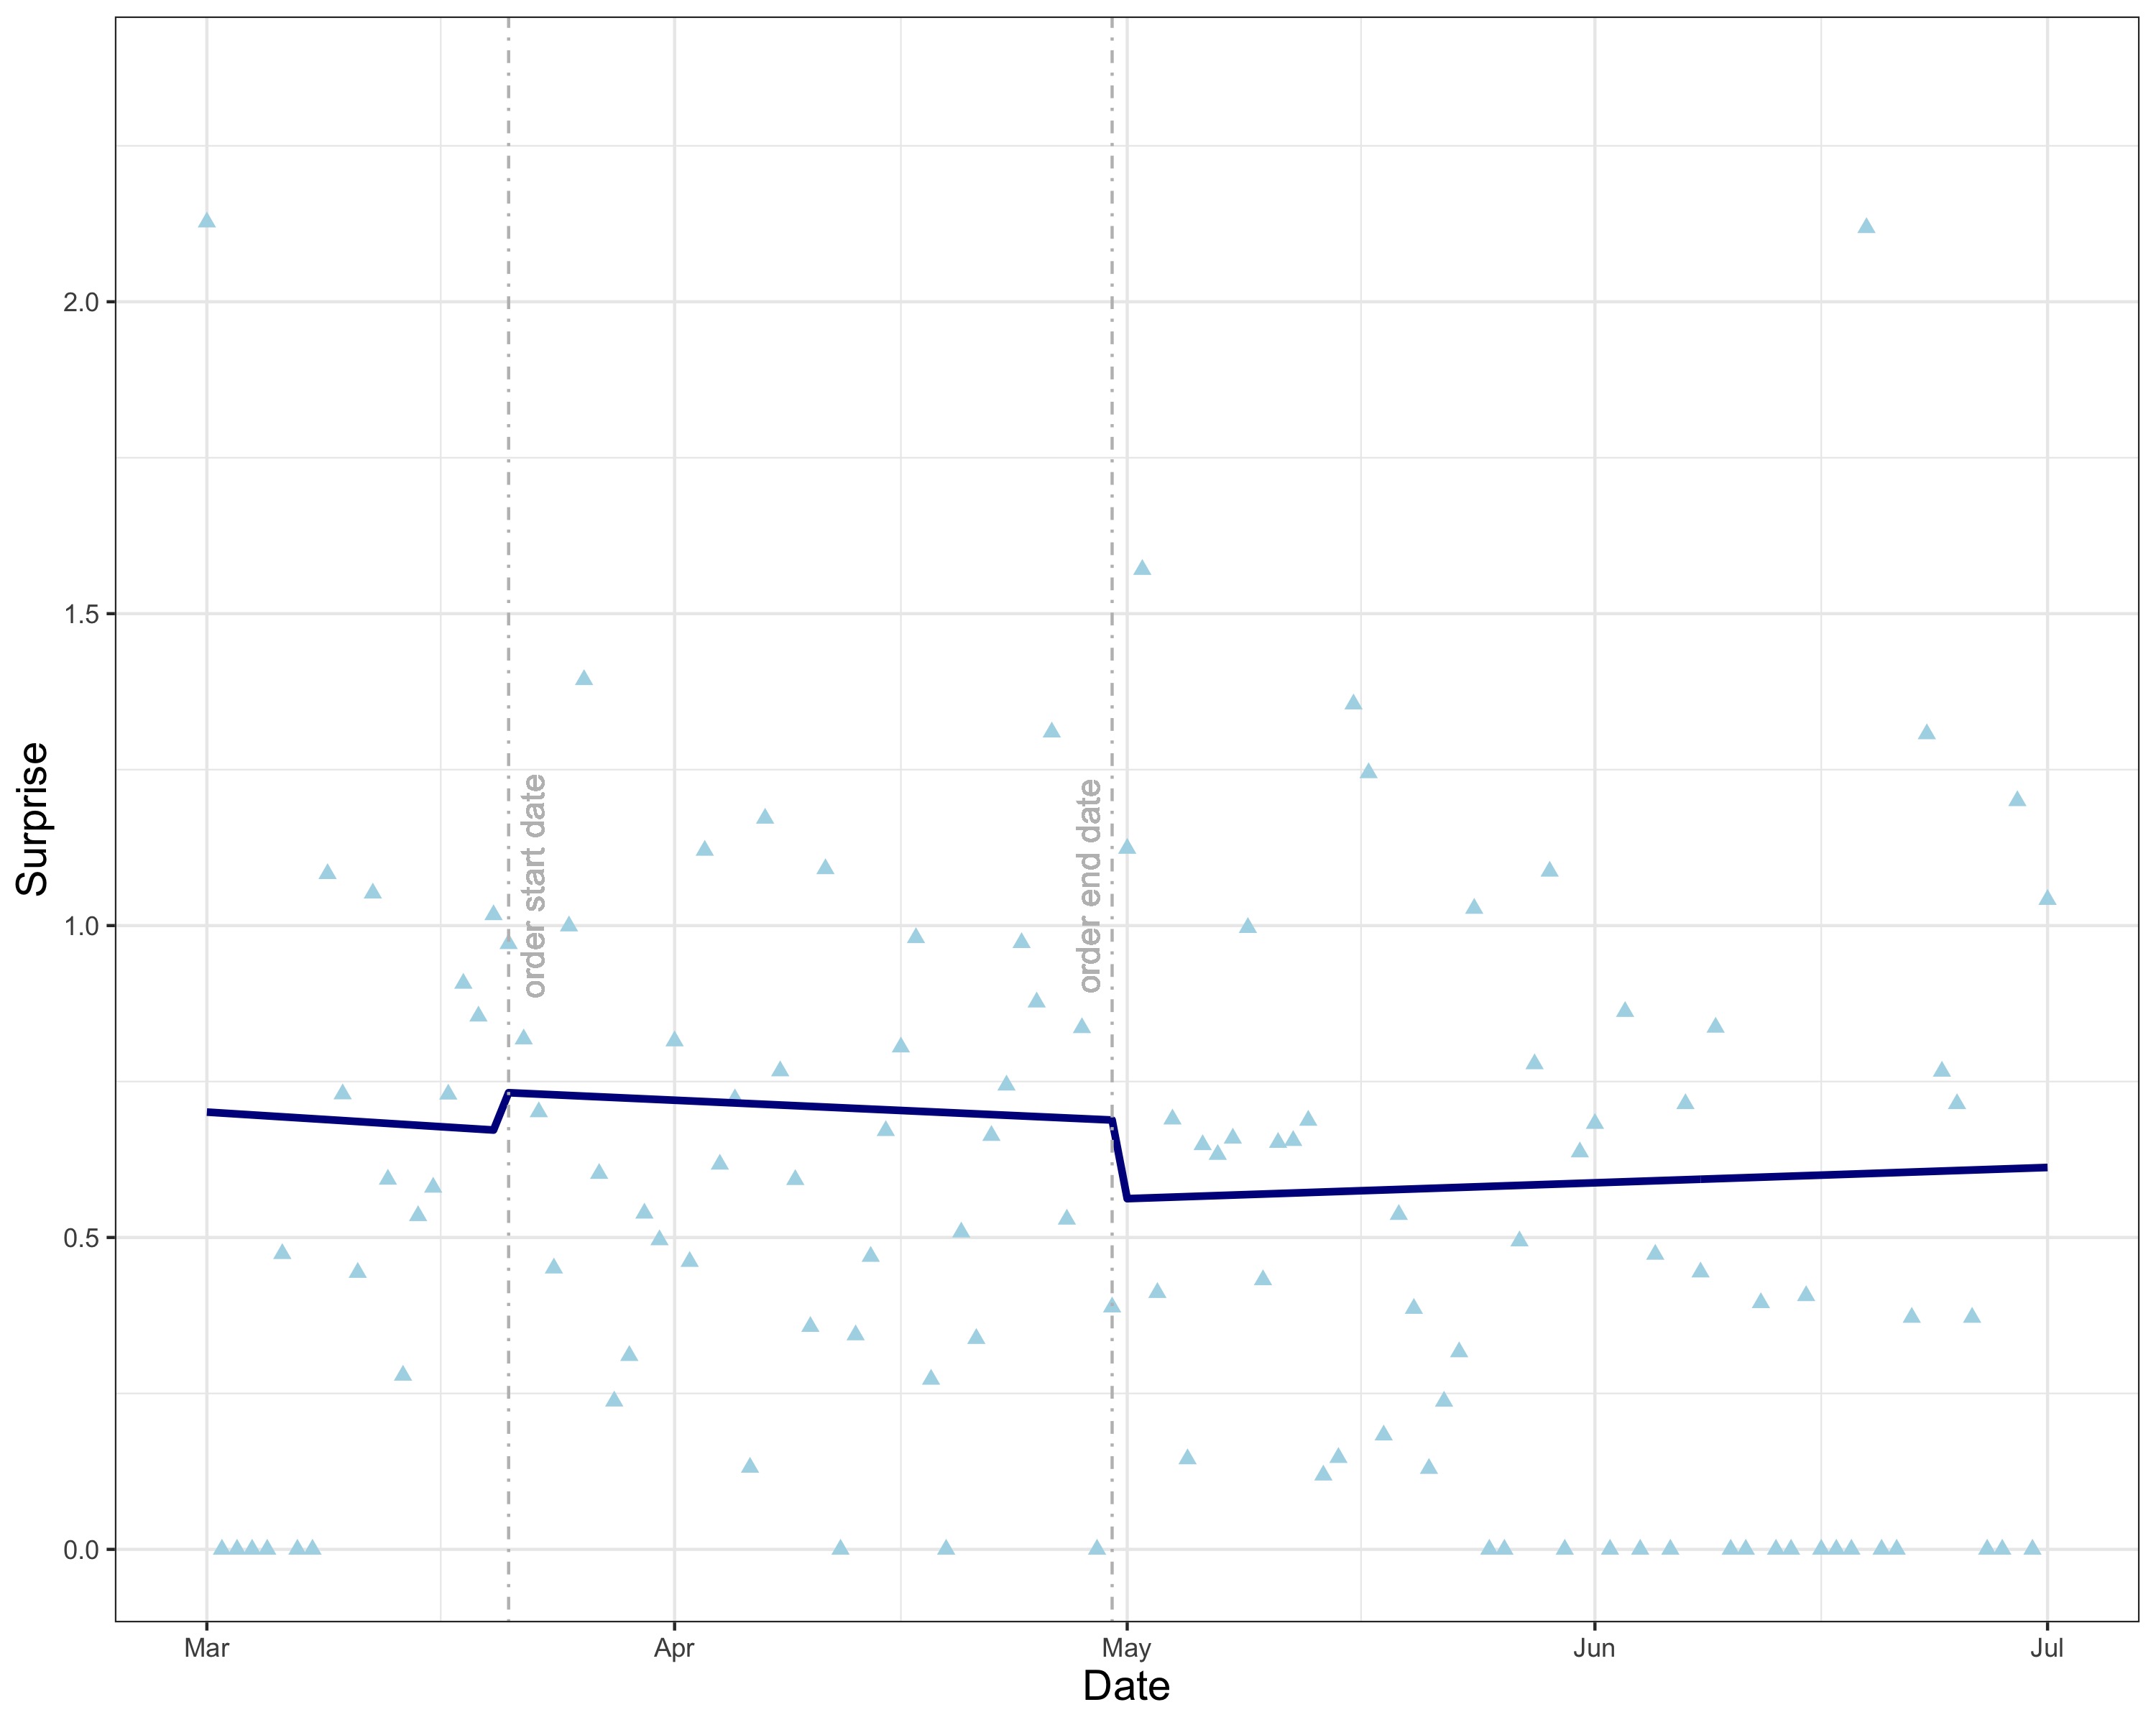 Surprise
2.0
1.5
1.0
0.5
0.0
order start date
order end date
Mar
Apr
May
Jun
Jul
Date